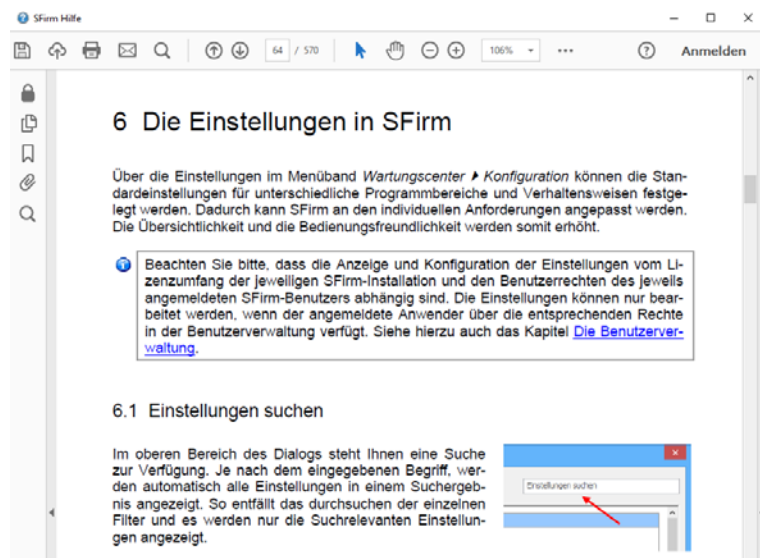 SFirm Hilfe
64 / 570
106%
Anmelden
6 Die Einstellungen in SFirm
Über die Einstellungen im Menüband Wartungscenter ▶ Konfiguration können die Stan-
dardeinstellungen für unterschiedliche Programmbereiche und Verhaltensweisen festge-
legt werden. Dadurch kann SFirm an den individuellen Anforderungen angepasst werden.
Die Übersichtlichkeit und die Bedienungsfreundlichkeit werden somit erhöht.
Beachten Sie bitte, dass die Anzeige und Konfiguration der Einstellungen vom Li-
zenzumfang der jeweiligen SFirm-Installation und den Benutzerrechten des jeweils
angemeldeten SFirm-Benutzers abhängig sind. Die Einstellungen können nur bear-
beitet werden, wenn der angemeldete Anwender über die entsprechenden Rechte
in der Benutzerverwaltung verfügt. Siehe hierzu auch das Kapitel Die Benutzerver-
waltung.
6.1 Einstellungen suchen
Im oberen Bereich des Dialogs steht Ihnen eine Suche
zur Verfügung. Je nach dem eingegebenen Begriff, wer-
den automatisch alle Einstellungen in einem Suchergeb-
nis angezeigt. So entfällt das durchsuchen der einzelnen
Filter und es werden nur die Suchrelevanten Einstellun-
gen angezeigt.
Einstellungen suchen